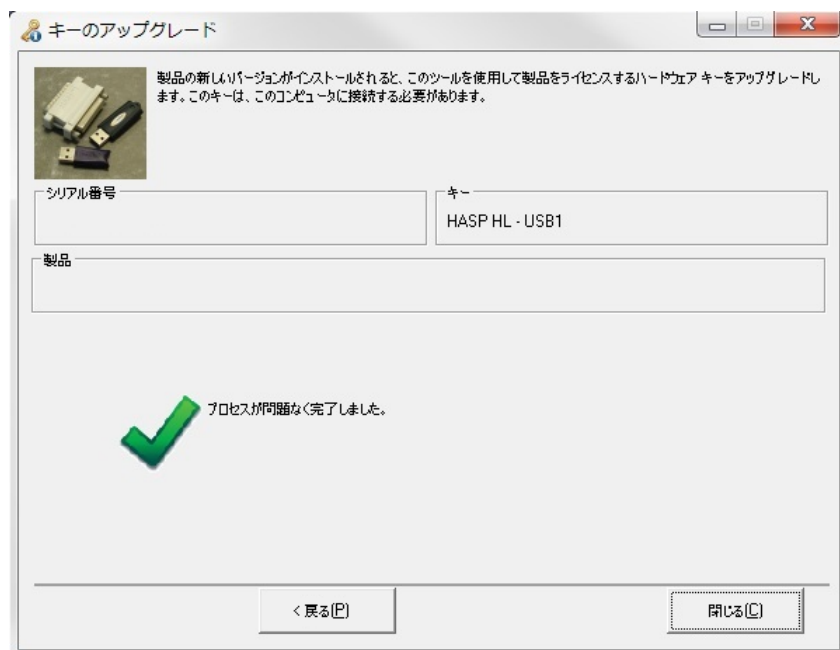 キーのアップグレード
製品の新しいバージョンがインストールされると、このツールを使用して製品をライセンスするハードウェア キーをアップグレードし
ます。このキーは、このコンピュータに接続する必要があります。
シリアル番号
キー
HASP HL - USB1
製品
プロセスが問題なく完了しました。
< 戻る(P)
閉じる(C)